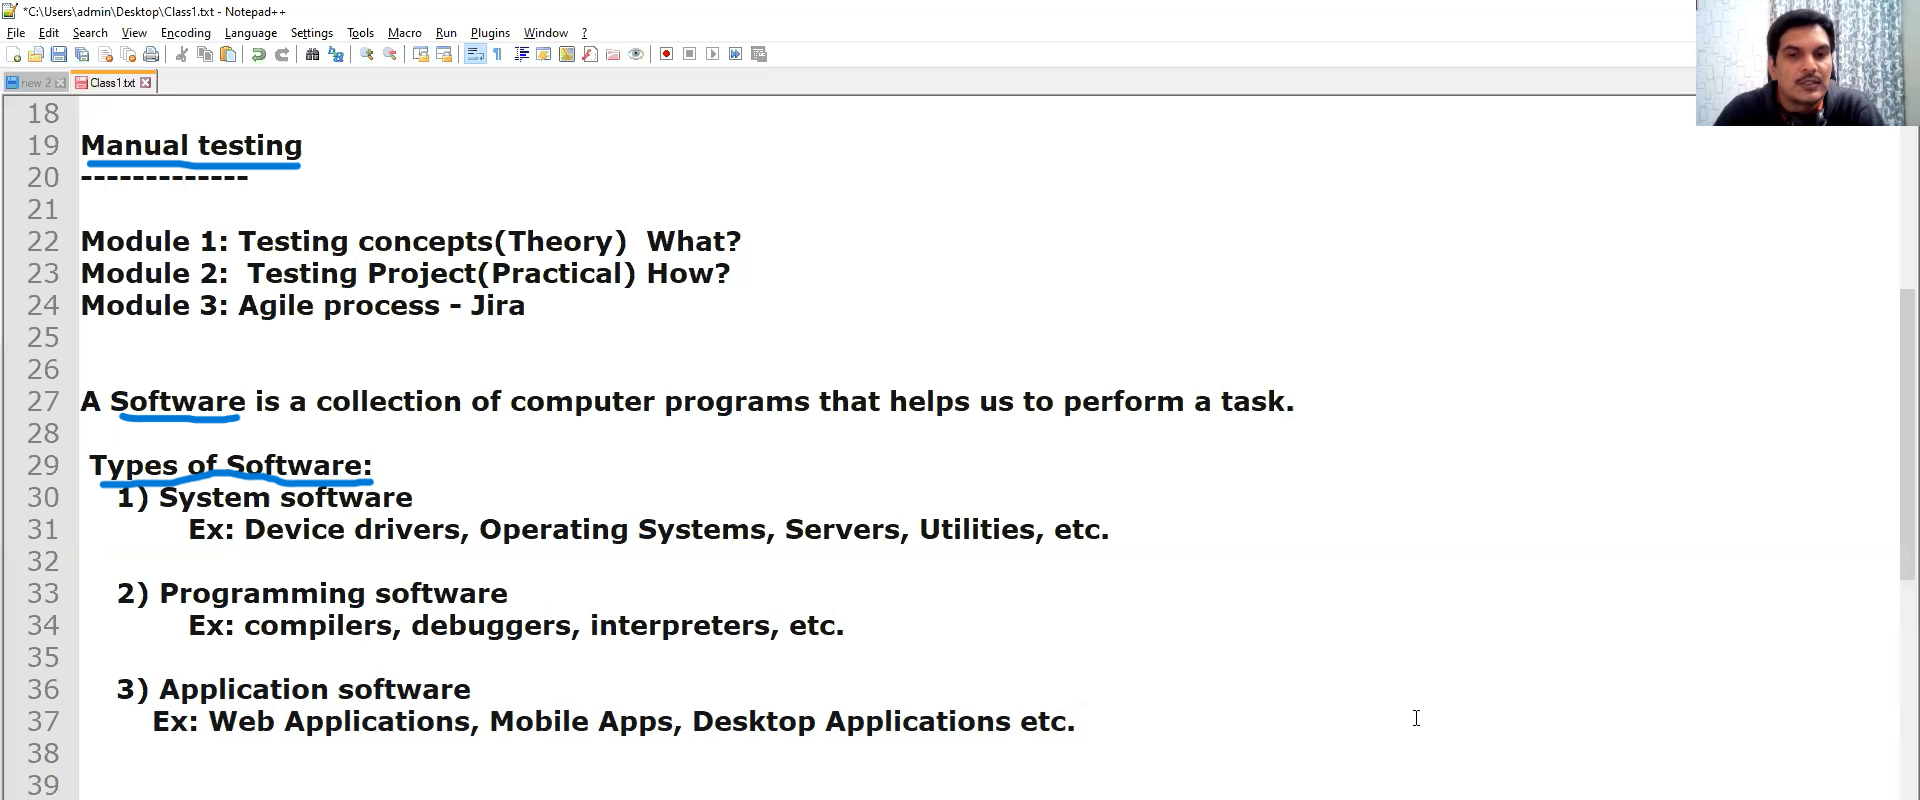 *C:\Users\admin\Desktop\Class1.txt - Notepad++
File Edit Search View Encoding Language Settings Tools Macro Run Plugins Window ?
new 2 Class1.txt
18
19 Manual testing
20 -------------
21
22 Module 1: Testing concepts(Theory)  What?
23 Module 2:  Testing Project(Practical) How?
24 Module 3: Agile process - Jira
25
26
27 A Software is a collection of computer programs that helps us to perform a task.
28
29 Types of Software:
30 1) System software
31 Ex: Device drivers, Operating Systems, Servers, Utilities, etc.
32
33 2) Programming software
34 Ex: compilers, debuggers, interpreters, etc.
35
36 3) Application software
37 Ex: Web Applications, Mobile Apps, Desktop Applications etc.
38
39